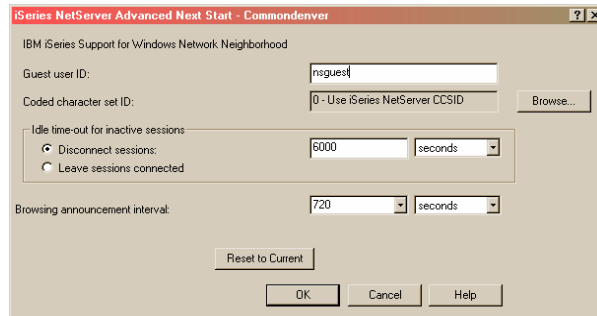 iSeries NetServer Advanced Next Start - Commondenver
IBM iSeries Support for Windows Network Neighborhood
Guest user ID: nsguest
Coded character set ID: 0 - Use iSeries NetServer CCSID Browse...
Idle time-out for inactive sessions
Disconnect sessions: 6000 seconds
Leave sessions connected
Browsing announcement interval: 720 seconds
Reset to Current
OK Cancel Help